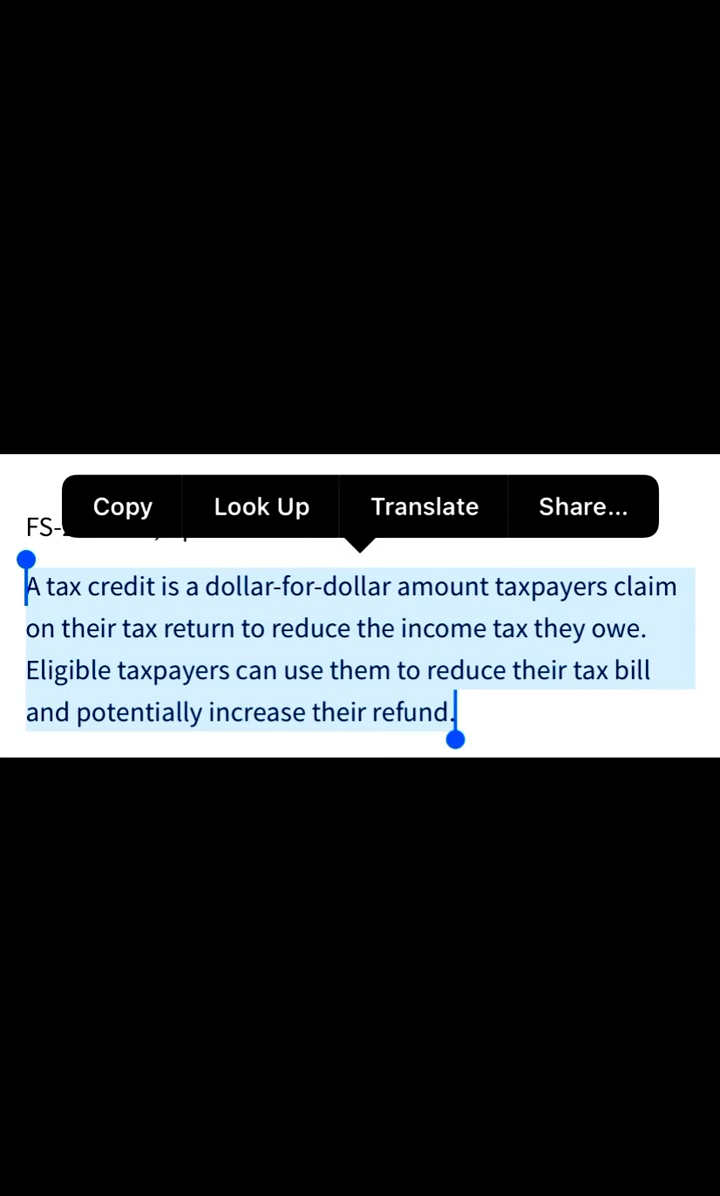 Copy Look Up Translate Share...
FS-
A tax credit is a dollar-for-dollar amount taxpayers claim
on their tax return to reduce the income tax they owe.
Eligible taxpayers can use them to reduce their tax bill
and potentially increase their refund.